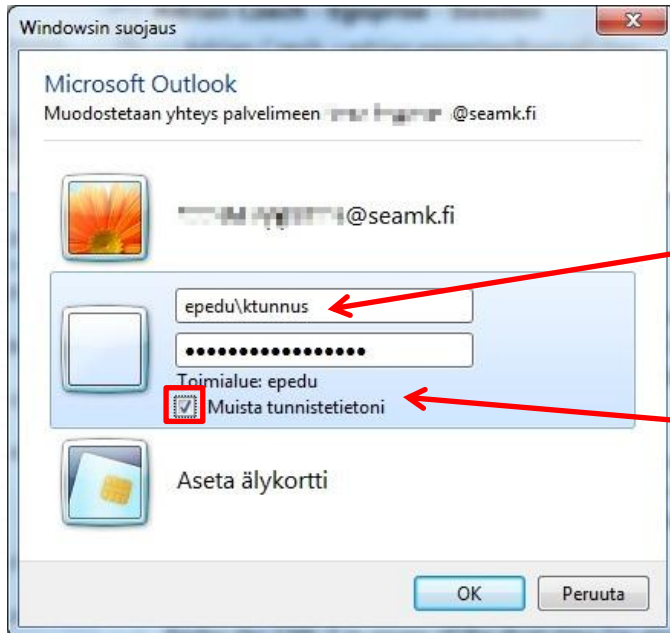 Windowsin suojaus
Microsoft Outlook
Muodostetaan yhteys palvelimeen @seamk.fi
@seamk.fi
epedu\ktunnus
•••••••••••••••••
Toimialue: epedu
Muista tunnistetietoni
Aseta älykortti
OK
Peruuta